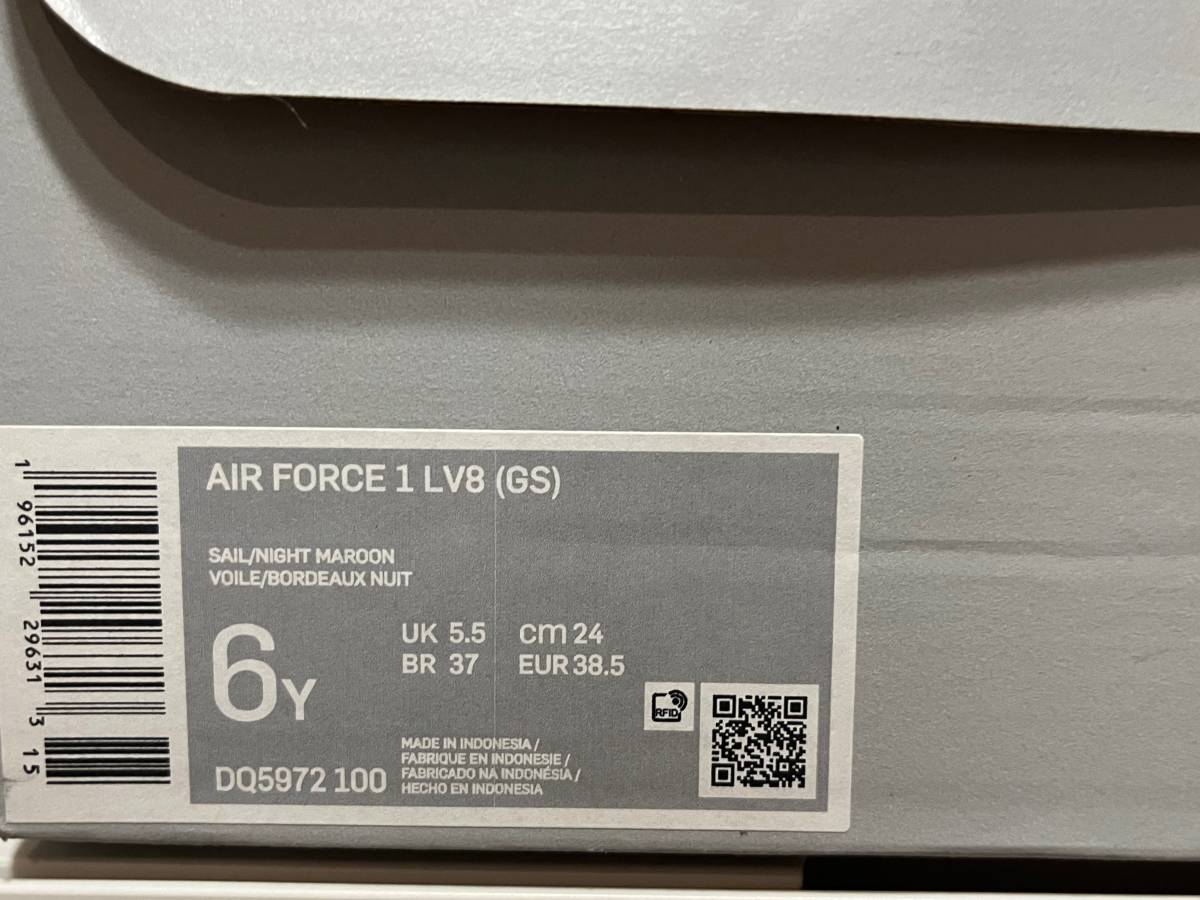 AIR FORCE 1 LV8 (GS)
SAIL/NIGHT MAROON
VOILE/BORDEAUX NUIT
6Y
UK 5.5 cm 24
BR 37 EUR 38.5
RFID
MADE IN INDONESIA /
FABRIQUE EN INDONESIE /
FABRICADO NA INDONÉSIA /
HECHO EN INDONESIA
DQ5972 100
1 96152 29631 3 15